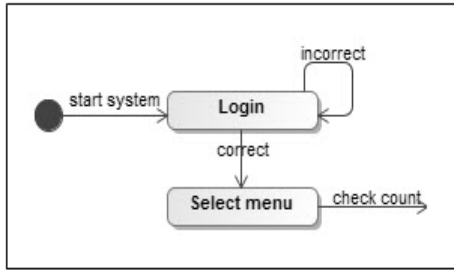 incorrect
start system
Login
correct
Select menu
check count